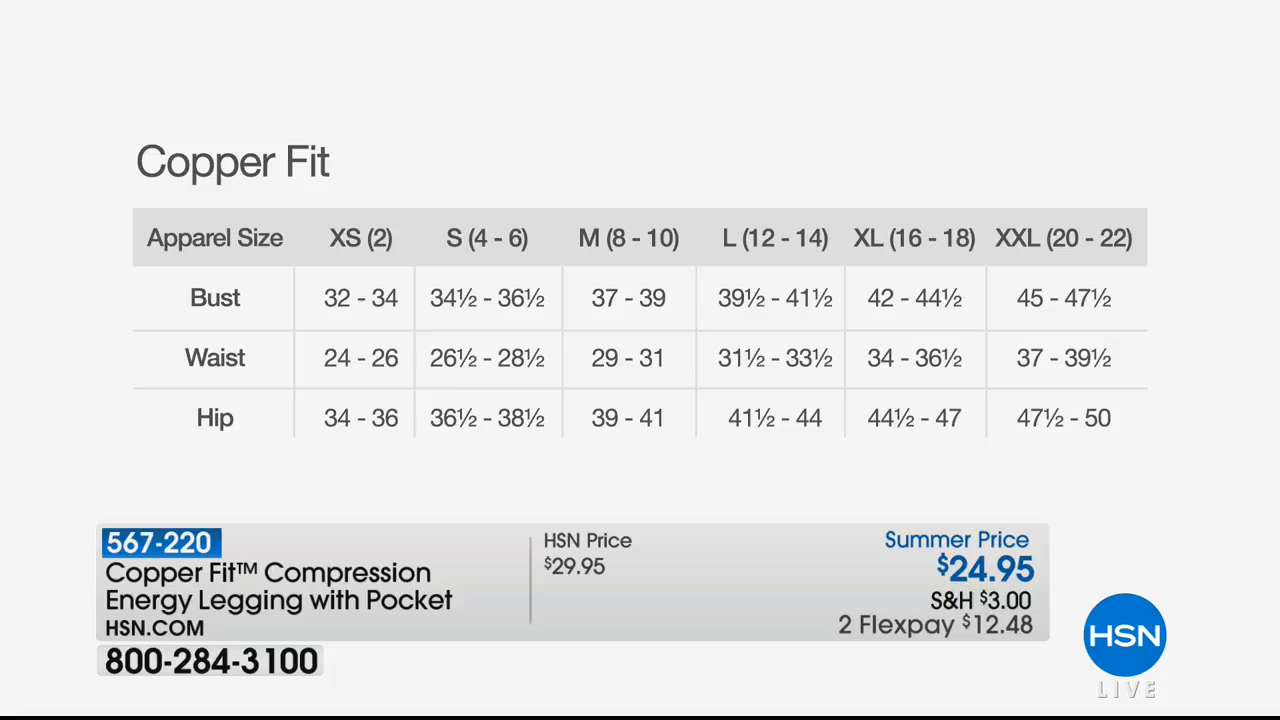 Copper Fit
Apparel Size XS (2) S (4 - 6) M (8 - 10) L (12 - 14) XL (16 - 18) XXL (20 - 22)
Bust 32 - 34 34½ - 36½ 37 - 39 39½ - 41½ 42 - 44½ 45 - 47½
Waist 24 - 26 26½ - 28½ 29 - 31 31½ - 33½ 34 - 36½ 37 - 39½
Hip 34 - 36 36½ - 38½ 39 - 41 41½ - 44 44½ - 47 47½ - 50
567-220
Copper Fit™ Compression
Energy Legging with Pocket
HSN.COM
800-284-3100
HSN Price
$29.95
Summer Price
$24.95
S&H $3.00
2 Flexpay $12.48
HSN
LIVE